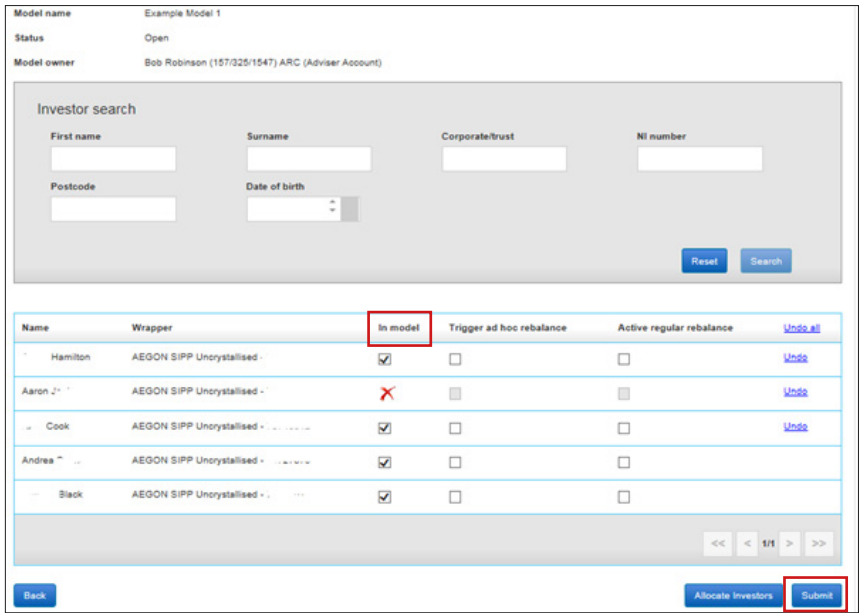 Model name Example Model 1
Status Open
Model owner Bob Robinson (157/325/1547) ARC (Adviser Account)
Investor search
First name Surname Corporate/trust NI number
Postcode Date of birth
Reset Search
Name Wrapper In model Trigger ad hoc rebalance Active regular rebalance Undo all
Hamilton AEGON SIPP Uncrystallised - Undo
Aaron AEGON SIPP Uncrystallised - Undo
Cook AEGON SIPP Uncrystallised - Undo
Andrea AEGON SIPP Uncrystallised -
Black AEGON SIPP Uncrystallised -
<< < 1/1 > >>
Back Allocate Investors Submit